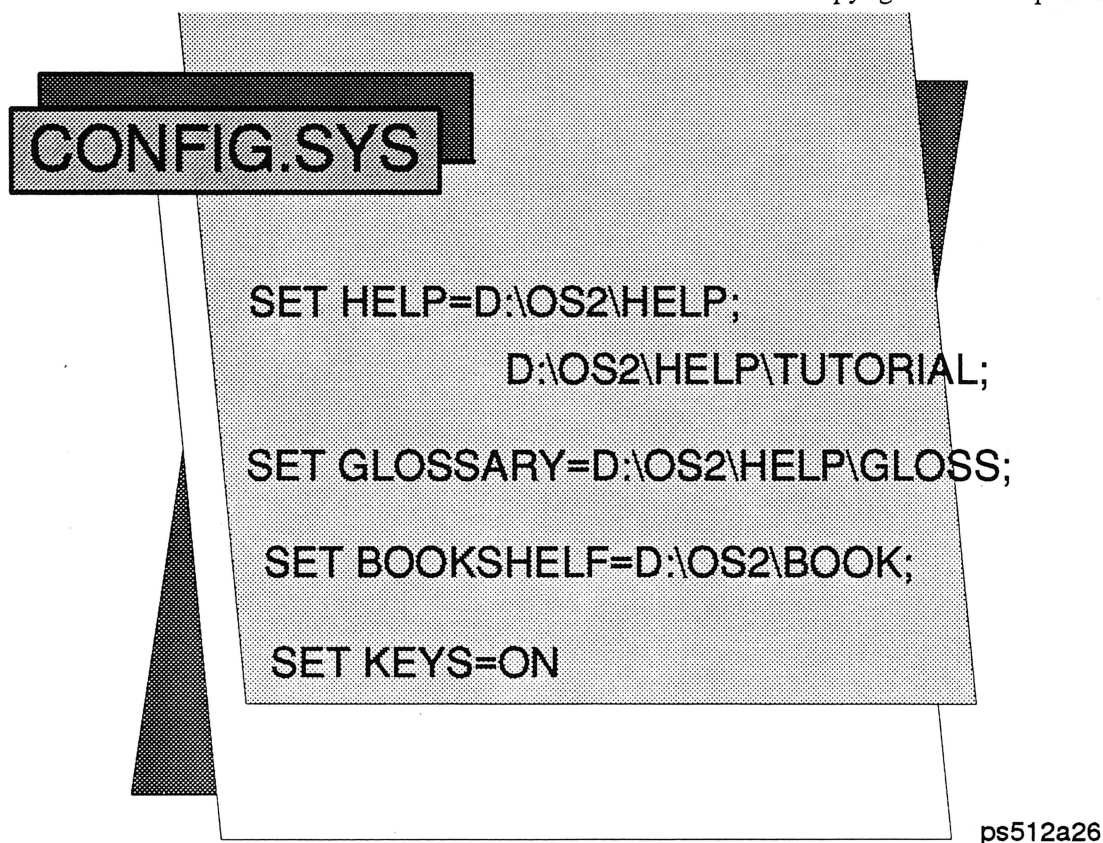 CONFIG.SYS
SET HELP=D:\OS2\HELP;
D:\OS2\HELP\TUTORIAL;
SET GLOSSARY=D:\OS2\HELP\GLOSS;
SET BOOKSHELF=D:\OS2\BOOK;
SET KEYS=ON
ps512a26